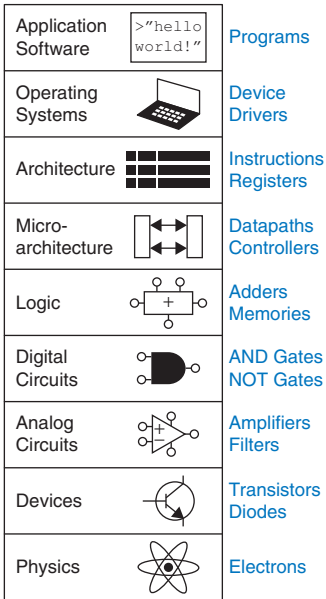 Application
Software
>"hello
world!"
Programs
Operating
Systems
Device
Drivers
Architecture
Instructions
Registers
Micro-
architecture
Datapaths
Controllers
Logic
+
Adders
Memories
Digital
Circuits
AND Gates
NOT Gates
Analog
Circuits
+
−
Amplifiers
Filters
Devices
Transistors
Diodes
Physics
Electrons